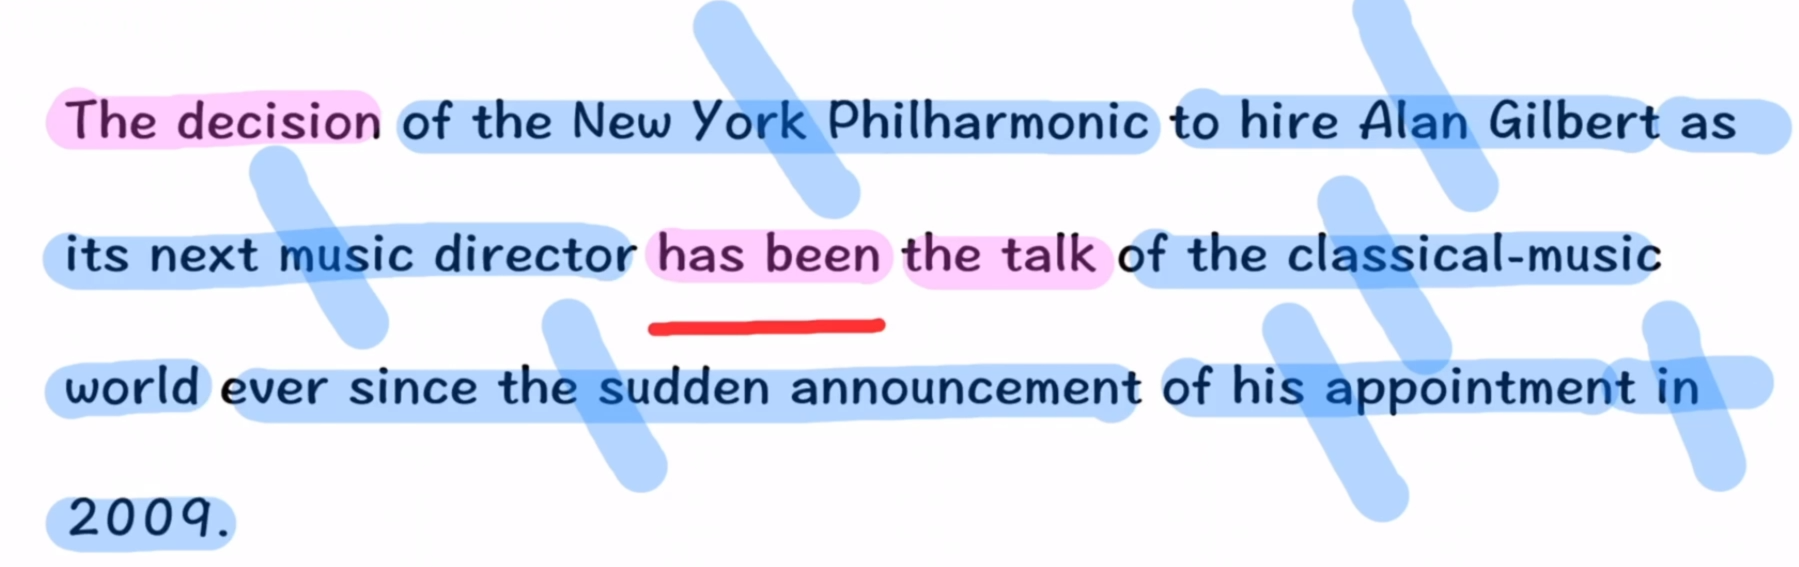 The decision of the New York Philharmonic to hire Alan Gilbert as
its next music director has been the talk of the classical-music
world ever since the sudden announcement of his appointment in
2009.